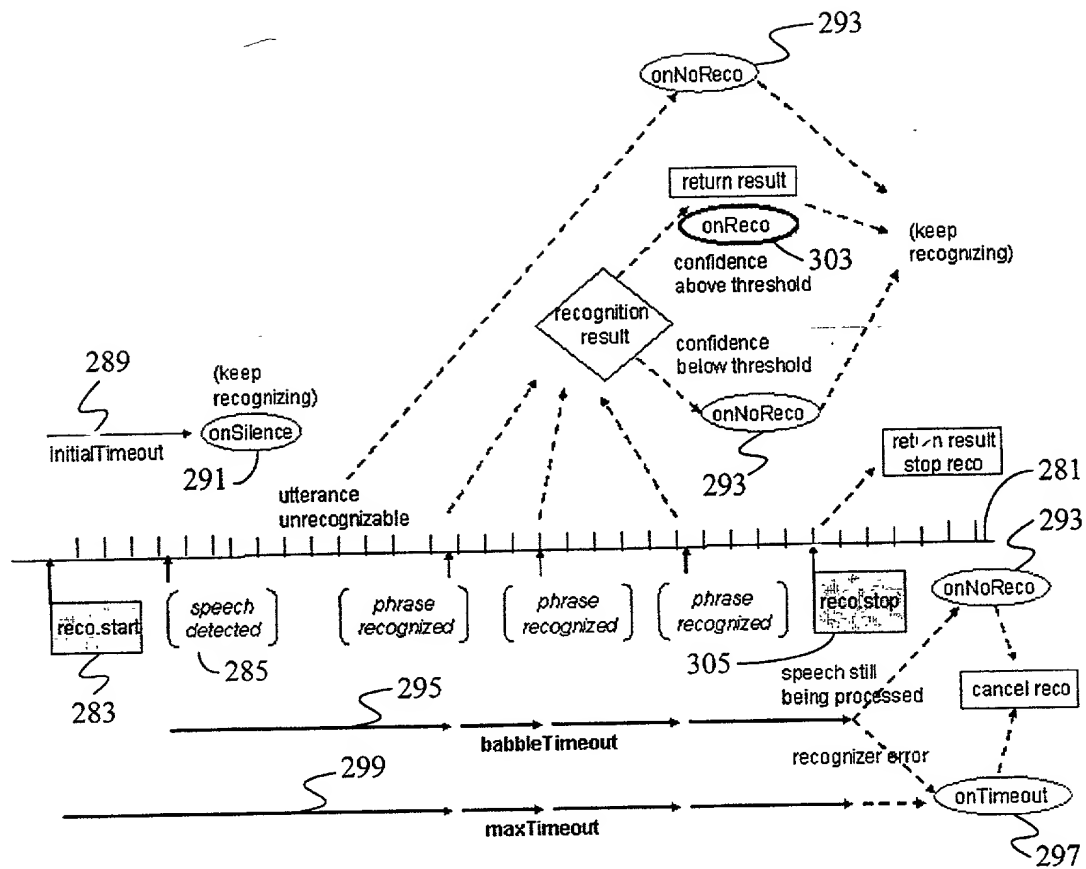 293
onNoReco
return result
onReco
303
confidence
above threshold
(keep
recognizing)
recognition
result
confidence
below threshold
onNoReco
293
289
(keep
recognizing)
initialTimeout
onSilence
291
utterance
unrecognizable
return result
stop reco
281
293
onNoReco
reco.start
283
speech
detected
285
phrase
recognized
phrase
recognized
phrase
recognized
reco.stop
305
speech still
being processed
cancel reco
295
babbleTimeout
recognizer error
299
maxTimeout
onTimeout
297